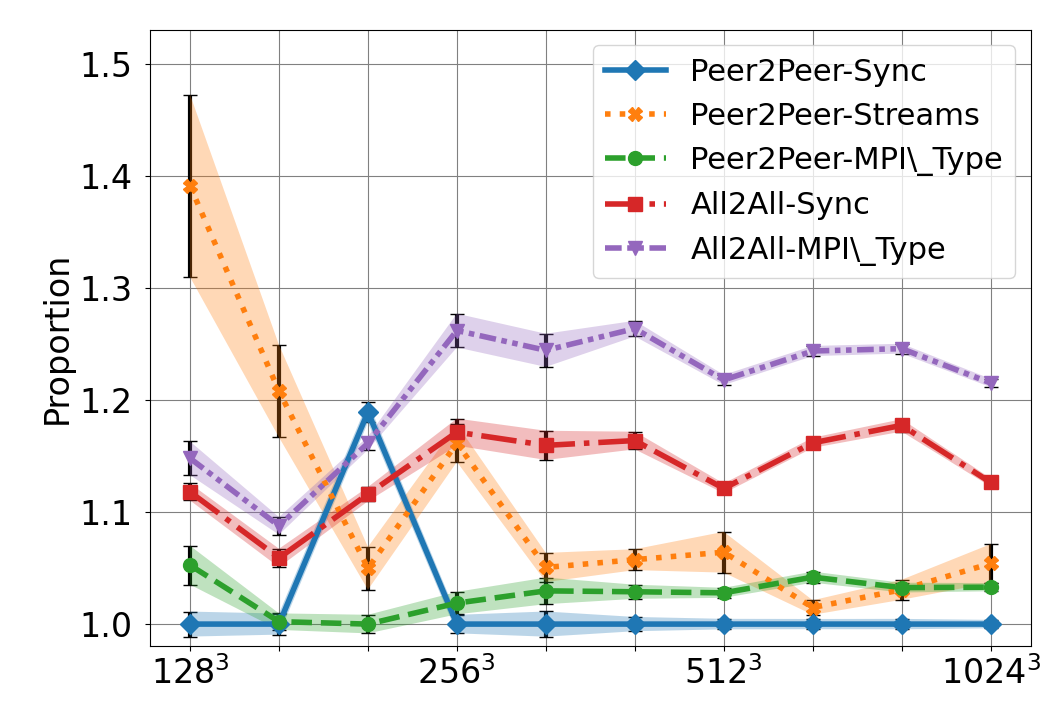 1.5
1.4
1.3
1.2
1.1
1.0
Proportion
Peer2Peer-Sync
Peer2Peer-Streams
Peer2Peer-MPI\_Type
All2All-Sync
All2All-MPI\_Type
128³ 256³ 512³ 1024³